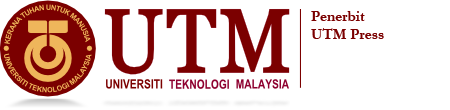 • KERANA TUHAN UNTUK MANUSIA •
UNIVERSITI TEKNOLOGI MALAYSIA
UTM
UNIVERSITI TEKNOLOGI MALAYSIA
Penerbit
UTM Press